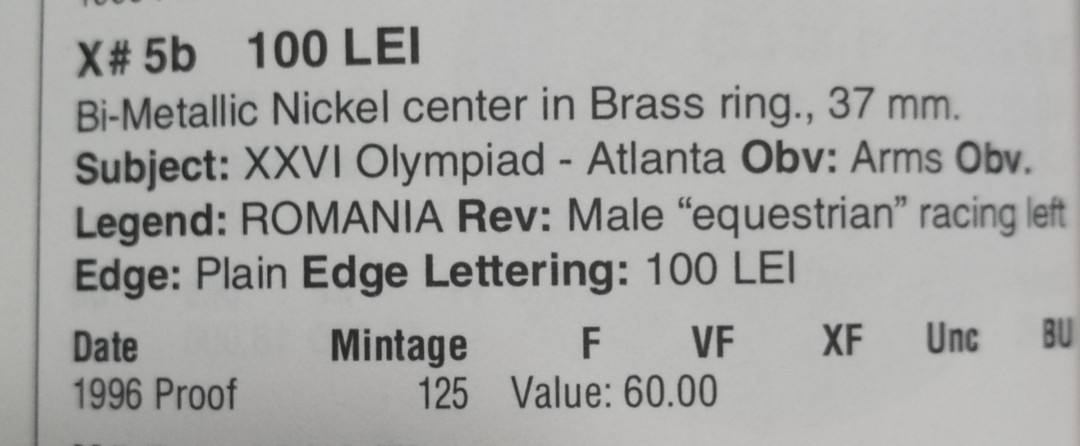 X# 5b 100 LEI
Bi-Metallic Nickel center in Brass ring., 37 mm.
Subject: XXVI Olympiad - Atlanta Obv: Arms Obv.
Legend: ROMANIA Rev: Male “equestrian” racing left
Edge: Plain Edge Lettering: 100 LEI
Date Mintage F VF XF Unc BU
1996 Proof 125 Value: 60.00